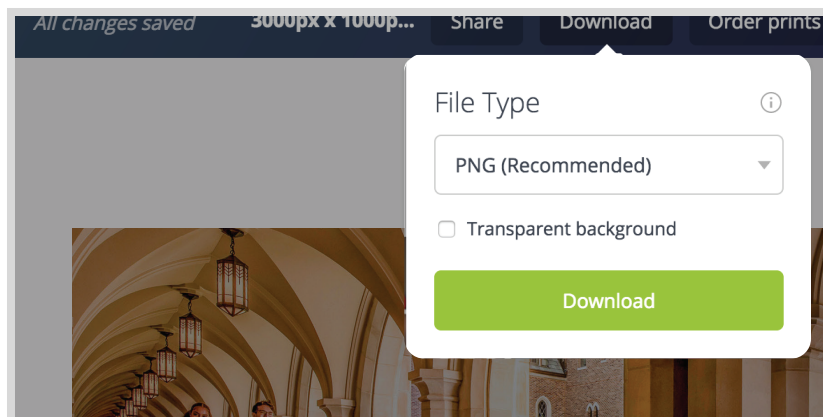 All changes saved 3000px x 1000p... Share Download Order prints
File Type
PNG (Recommended)
Transparent background
Download